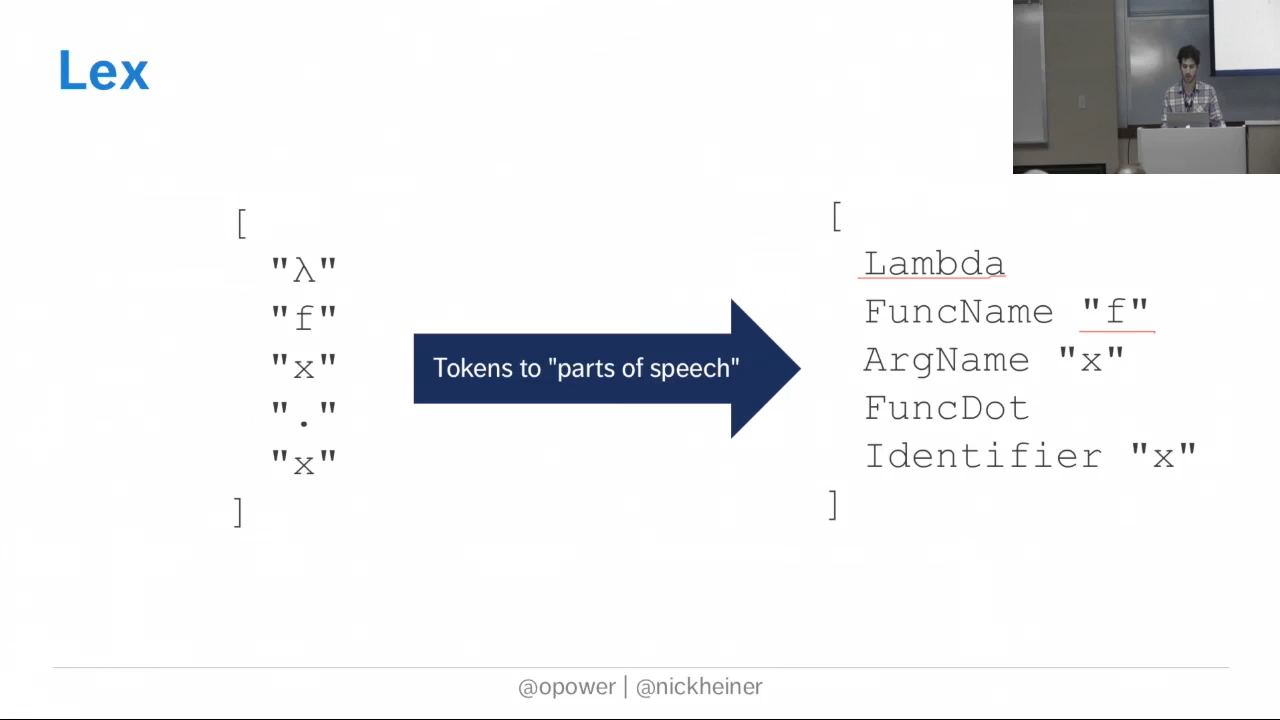 Lex
[
"λ"
"f"
"x"
"."
"x"
]
Tokens to "parts of speech"
[
Lambda
FuncName "f"
ArgName "x"
FuncDot
Identifier "x"
]
@opower | @nickheiner